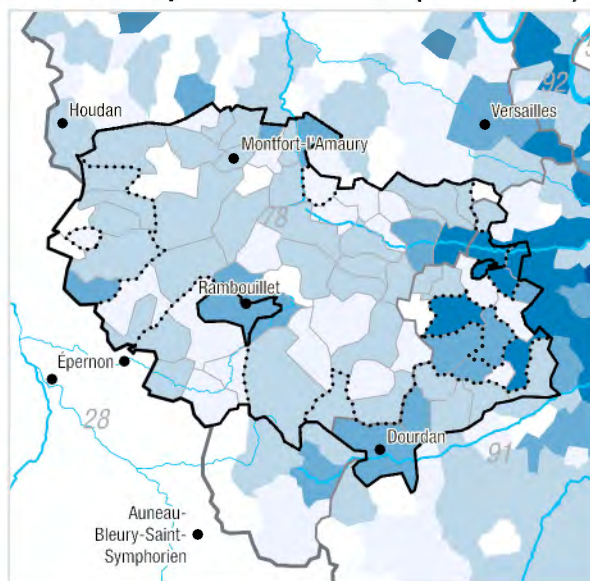 Houdan
Versailles
92
Montfort-l'Amaury
78
Rambouillet
Épernon
28
Dourdan
91
Auneau-
Bleury-Saint-
Symphorien